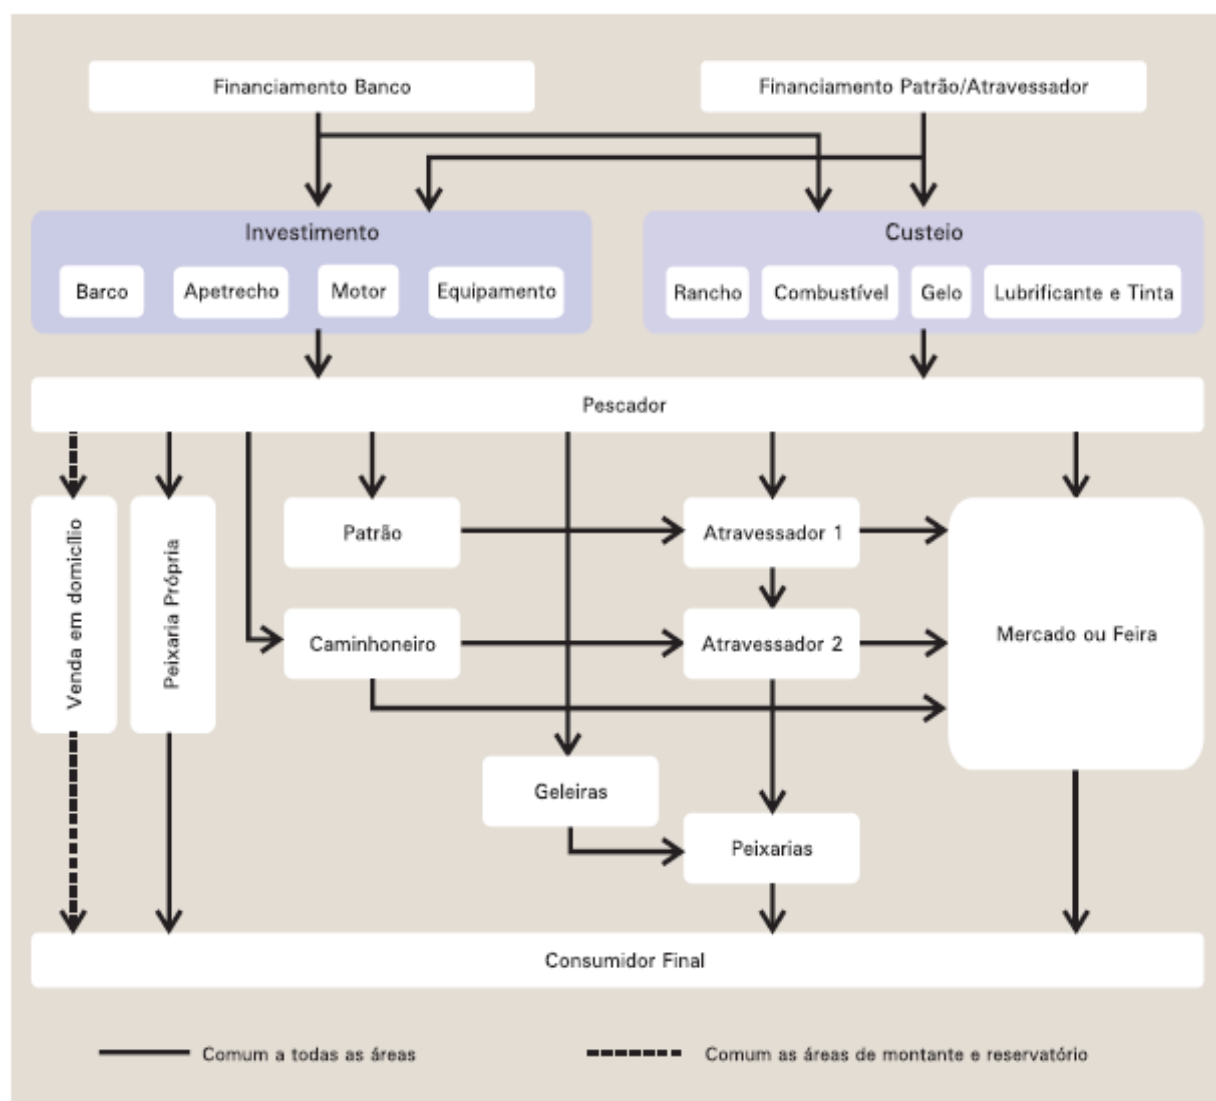 Financiamento Banco
Financiamento Patrão/Atravessador
Investimento
Custeio
Barco
Apetrecho
Motor
Equipamento
Rancho
Combustível
Gelo
Lubrificante e Tinta
Pescador
Venda em domicílio
Peixaria Própria
Patrão
Atravessador 1
Caminhoneiro
Atravessador 2
Mercado ou Feira
Geleiras
Peixarias
Consumidor Final
Comum a todas as áreas
Comum as áreas de montante e reservatório